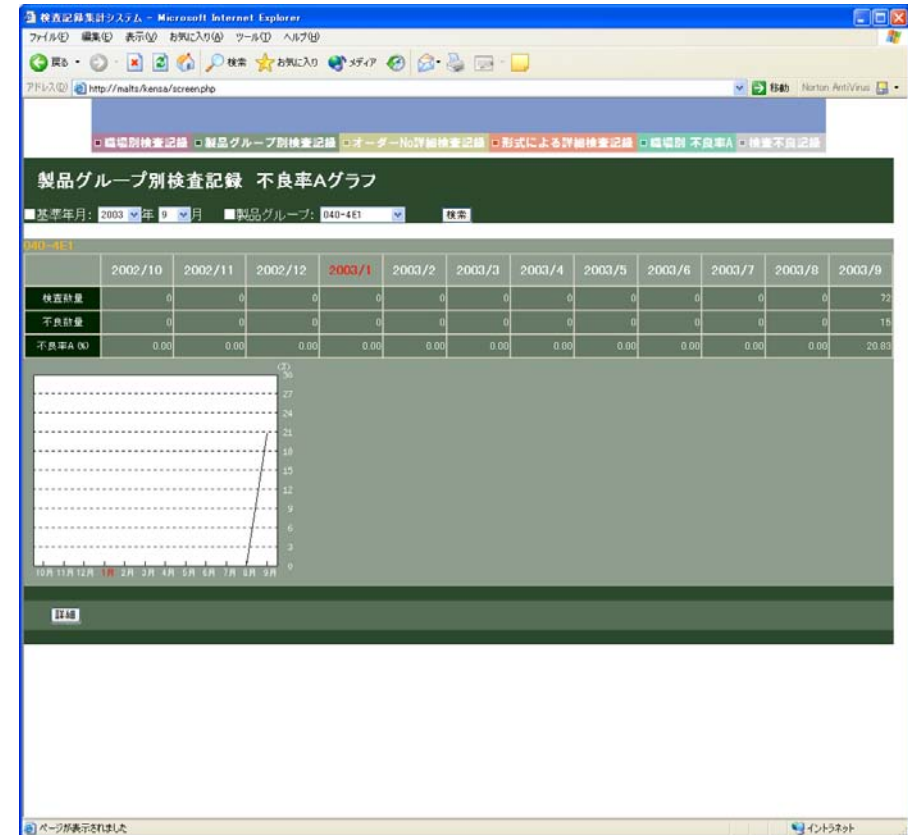 検査記録集計システム - Microsoft Internet Explorer
ファイル(F) 編集(E) 表示(V) お気に入り(A) ツール(T) ヘルプ(H)
戻る 検索 お気に入り メディア
アドレス(D) http://malts/kensa/screen.php 移動 Norton AntiVirus
職場別検査記録 製品グループ別検査記録 オーダーNo詳細検査記録 形式による詳細検査記録 職場別 不良率A 検査不良記録
製品グループ別検査記録 不良率Aグラフ
■基準年月: 2003 年 9 月 ■製品グループ: 040-4E1 検索
040-4E1
2002/10 2002/11 2002/12 2003/1 2003/2 2003/3 2003/4 2003/5 2003/6 2003/7 2003/8 2003/9
検査数量 0 0 0 0 0 0 0 0 0 0 0 72
不良数量 0 0 0 0 0 0 0 0 0 0 0 15
不良率A (%) 0.00 0.00 0.00 0.00 0.00 0.00 0.00 0.00 0.00 0.00 0.00 20.83
(%)
30
27
24
21
18
15
12
9
6
3
0
10月 11月 12月 1月 2月 3月 4月 5月 6月 7月 8月 9月
詳細
ページが表示されました イントラネット